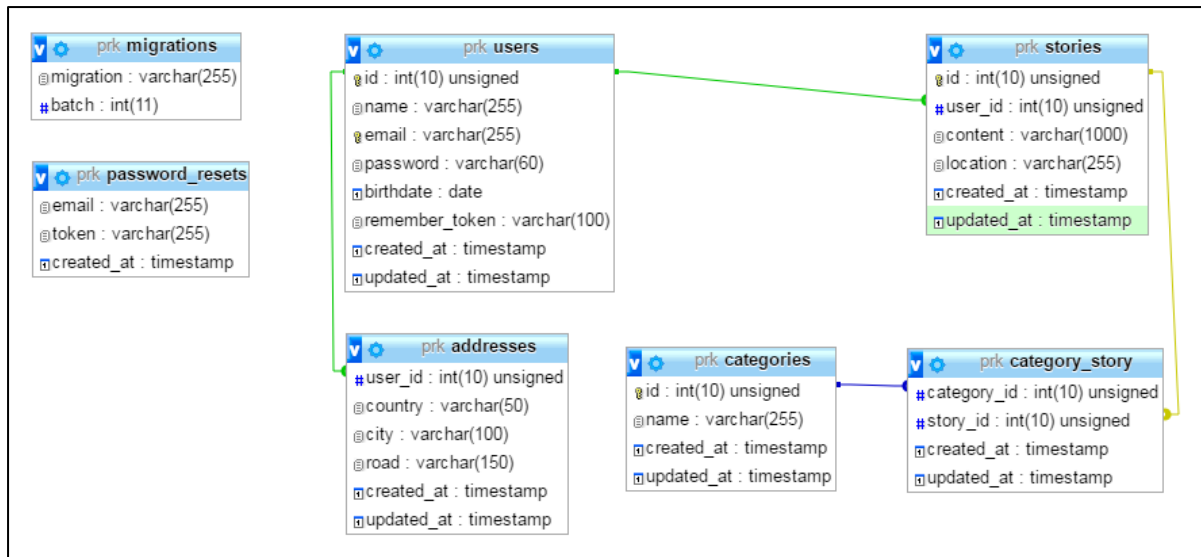 prk migrations
migration : varchar(255)
# batch : int(11)
prk password_resets
email : varchar(255)
token : varchar(255)
created_at : timestamp
prk users
id : int(10) unsigned
name : varchar(255)
email : varchar(255)
password : varchar(60)
birthdate : date
remember_token : varchar(100)
created_at : timestamp
updated_at : timestamp
prk stories
id : int(10) unsigned
# user_id : int(10) unsigned
content : varchar(1000)
location : varchar(255)
created_at : timestamp
updated_at : timestamp
prk addresses
# user_id : int(10) unsigned
country : varchar(50)
city : varchar(100)
road : varchar(150)
created_at : timestamp
updated_at : timestamp
prk categories
id : int(10) unsigned
name : varchar(255)
created_at : timestamp
updated_at : timestamp
prk category_story
# category_id : int(10) unsigned
# story_id : int(10) unsigned
created_at : timestamp
updated_at : timestamp